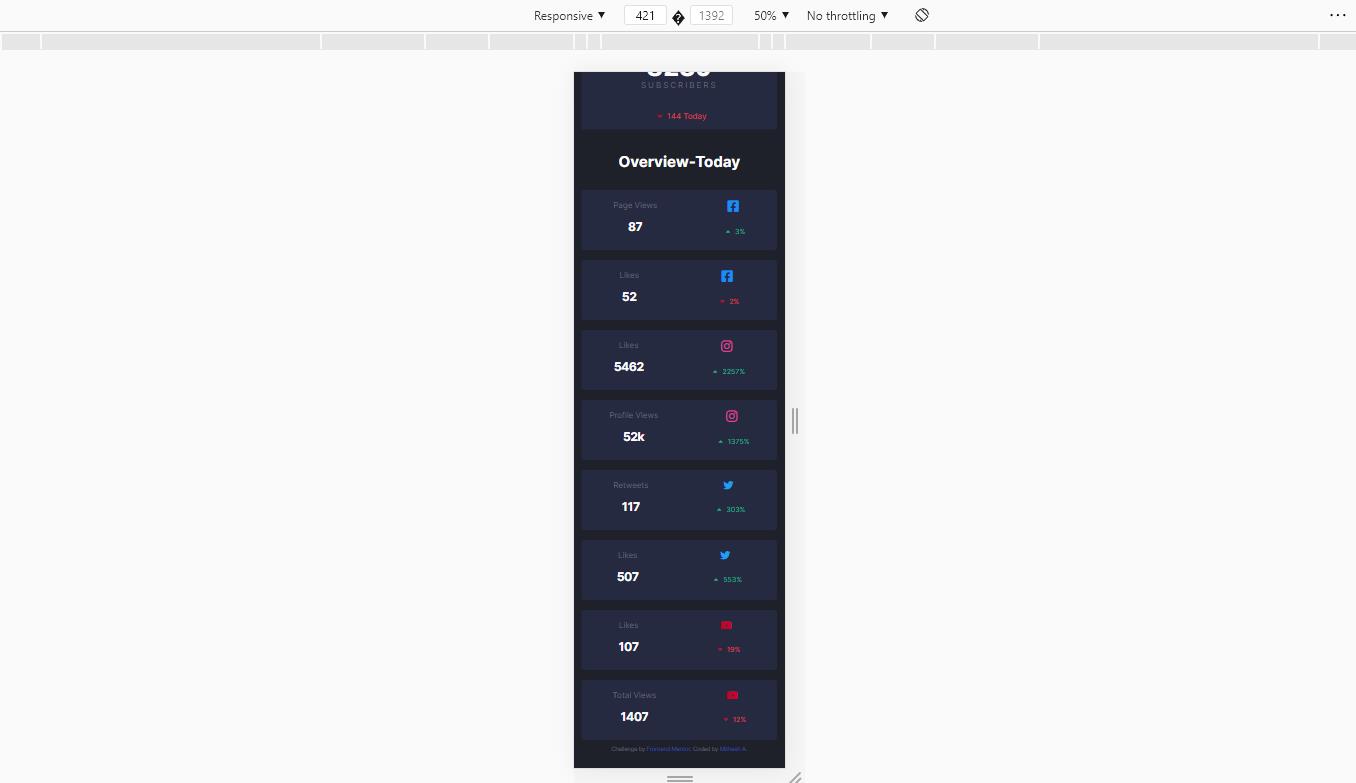 Responsive 421 1392 50% No throttling
SUBSCRIBERS
144 Today
Overview-Today
Page Views
87 3%
Likes
52 2%
Likes
5462 2257%
Profile Views
52k 1375%
Retweets
117 303%
Likes
507 553%
Likes
107 19%
Total Views
1407 12%
Challenge by Frontend Mentor. Coded by